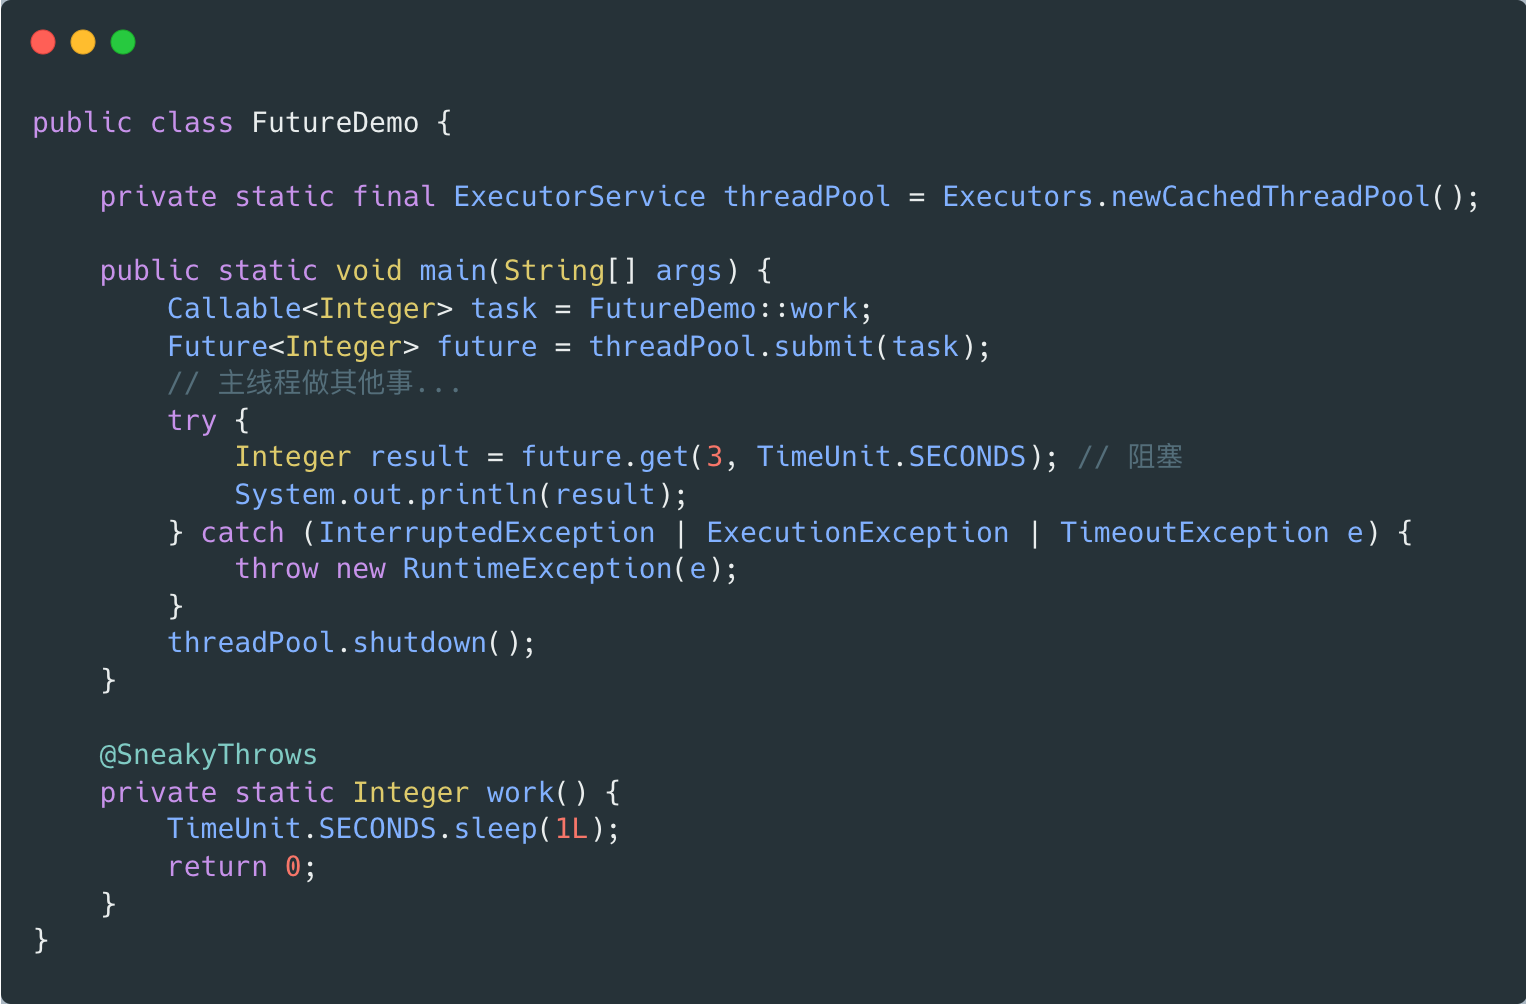 public class FutureDemo {
    private static final ExecutorService threadPool = Executors.newCachedThreadPool();
    public static void main(String[] args) {
        Callable<Integer> task = FutureDemo::work;
        Future<Integer> future = threadPool.submit(task);
        // 主线程做其他事...
        try {
            Integer result = future.get(3, TimeUnit.SECONDS); // 阻塞
            System.out.println(result);
        } catch (InterruptedException | ExecutionException | TimeoutException e) {
            throw new RuntimeException(e);
        }
        threadPool.shutdown();
    }
    @SneakyThrows
    private static Integer work() {
        TimeUnit.SECONDS.sleep(1L);
        return 0;
    }
}